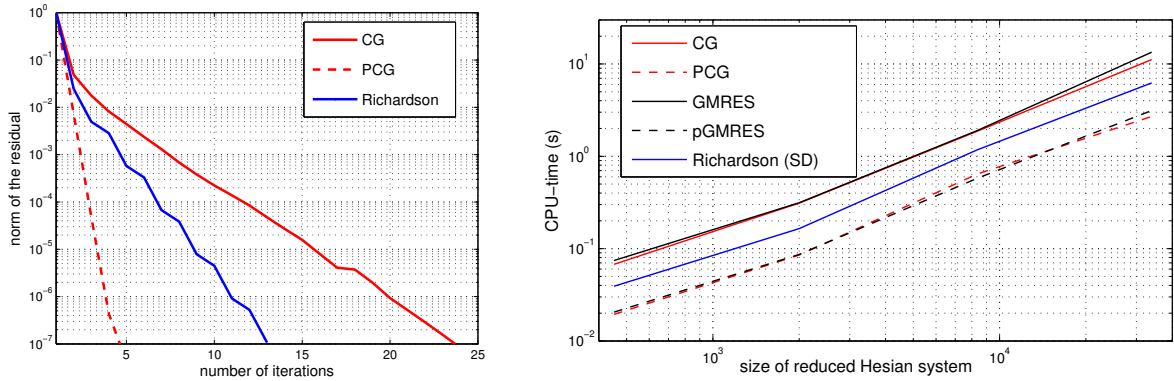 10^0
10^-1
10^-2
10^-3
10^-4
10^-5
10^-6
10^-7
norm of the residual
5
10
15
20
25
number of iterations
CG
PCG
Richardson
10^1
10^0
10^-1
10^-2
CPU-time (s)
10^3
10^4
size of reduced Hesian system
CG
PCG
GMRES
pGMRES
Richardson (SD)